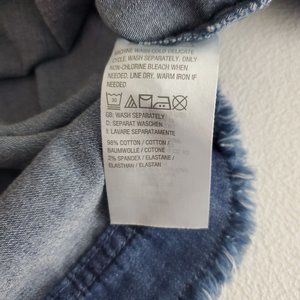 MACHINE WASH COLD DELICATE
CYCLE. WASH SEPARATELY. ONLY
NON-CHLORINE BLEACH WHEN
NEEDED. LINE DRY. WARM IRON IF
NEEDED
30
GB: WASH SEPARATELY
D: SEPARAT WASCHEN
I: LAVARE SEPARATAMENTE
98% COTTON / COTON /
BAUMWOLLE / COTONE
2% SPANDEX / ELASTANE /
ELASTHAN / ELASTAN